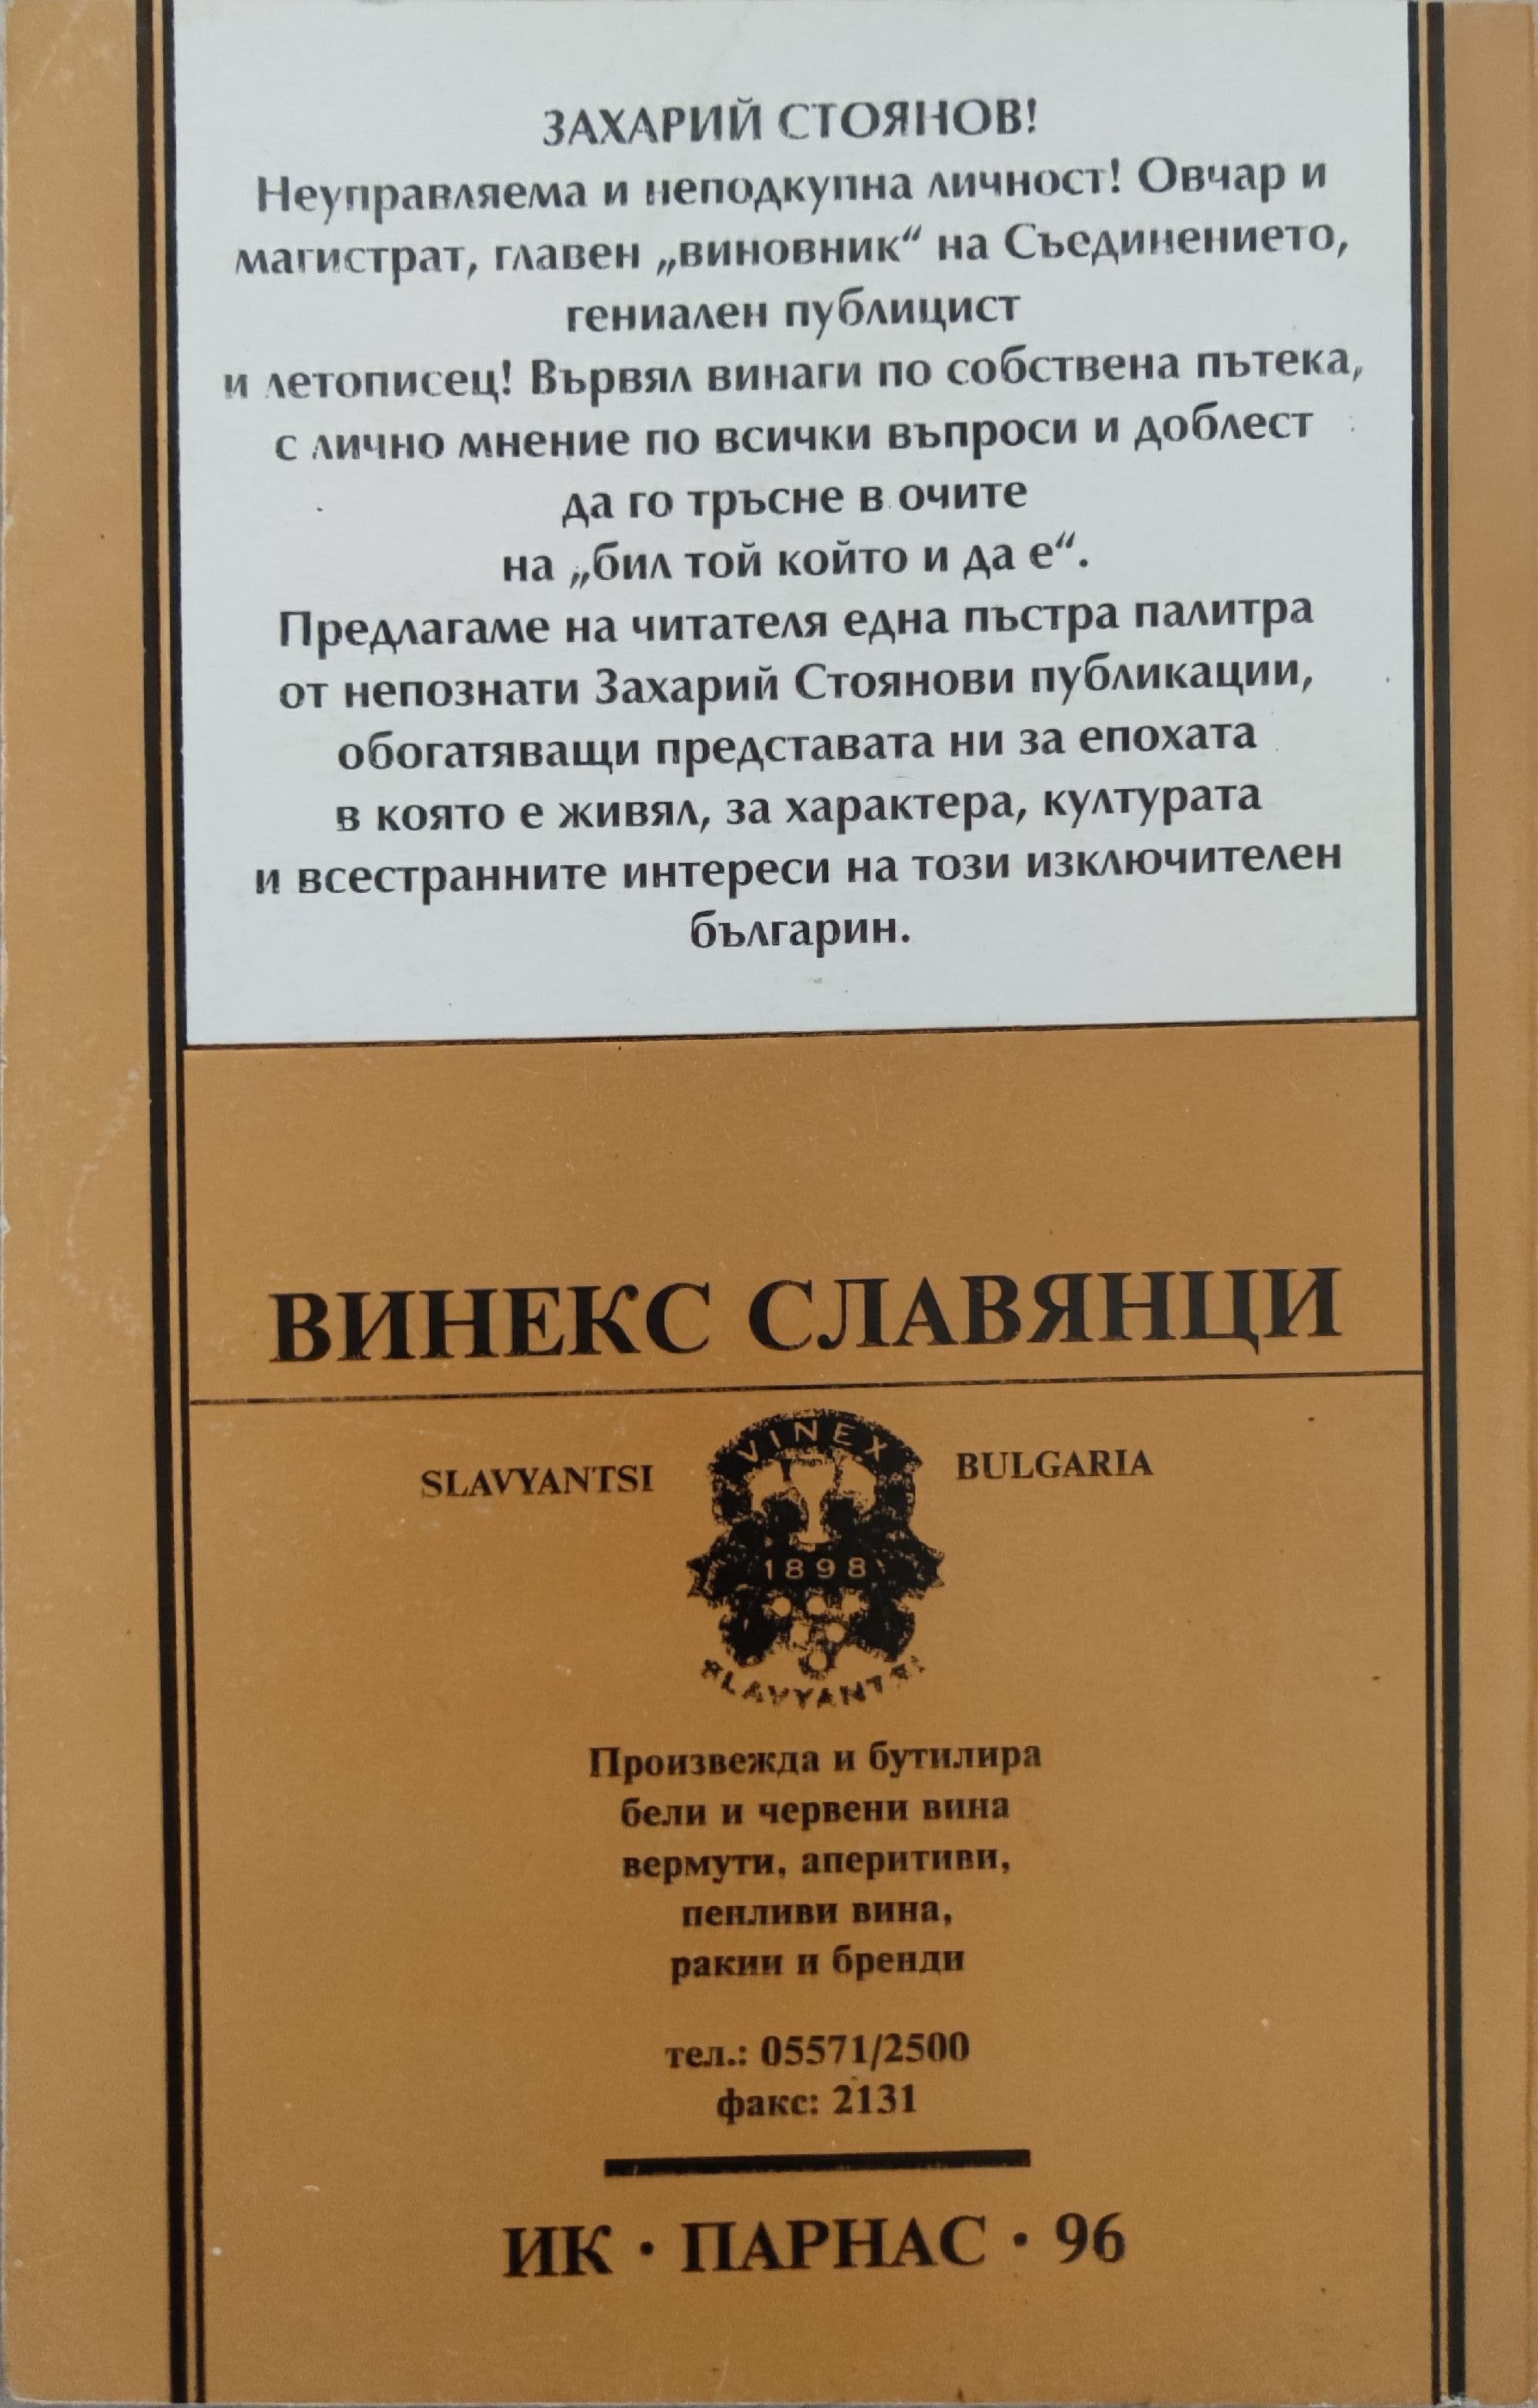 ЗАХАРИЙ СТОЯНОВ!
Неуправляема и неподкупна личност! Овчар и
магистрат, главен „виновник“ на Съединението,
гениален публицист
и летописец! Вървял винаги по собствена пътека,
с лично мнение по всички въпроси и доблест
да го тръсне в очите
на „бил той който и да е“.
Предлагаме на читателя една пъстра палитра
от непознати Захарий Стоянови публикации,
обогатяващи представата ни за епохата
в която е живял, за характера, културата
и всестранните интереси на този изключителен
българин.
ВИНЕКС СЛАВЯНЦИ
SLAVYANTSI
VINEX
1898
SLAVYANTSI
BULGARIA
Произвежда и бутилира
бели и червени вина
вермути, аперитиви,
пенливи вина,
ракии и бренди
тел.: 05571/2500
факс: 2131
ИК · ПАРНАС · 96